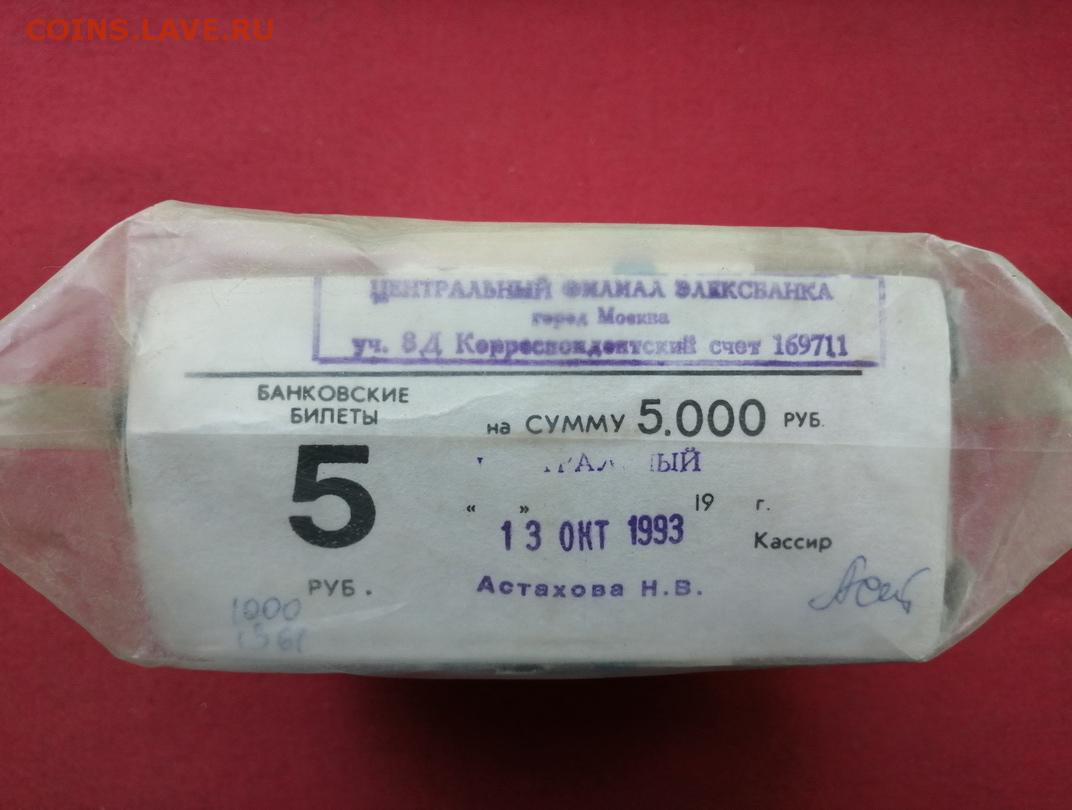 COINS.LAVE.RU
ЦЕНТРАЛЬНЫЙ ФИЛИАЛ ЭЛЕКСБАНКА
город Москва
уч. 8Д Корреспондентский счет 169711
БАНКОВСКИЕ
БИЛЕТЫ
на СУММУ 5.000 РУБ.
5
« » 19 г.
13 ОКТ 1993
Кассир
РУБ.
Астахова Н.В.
1000